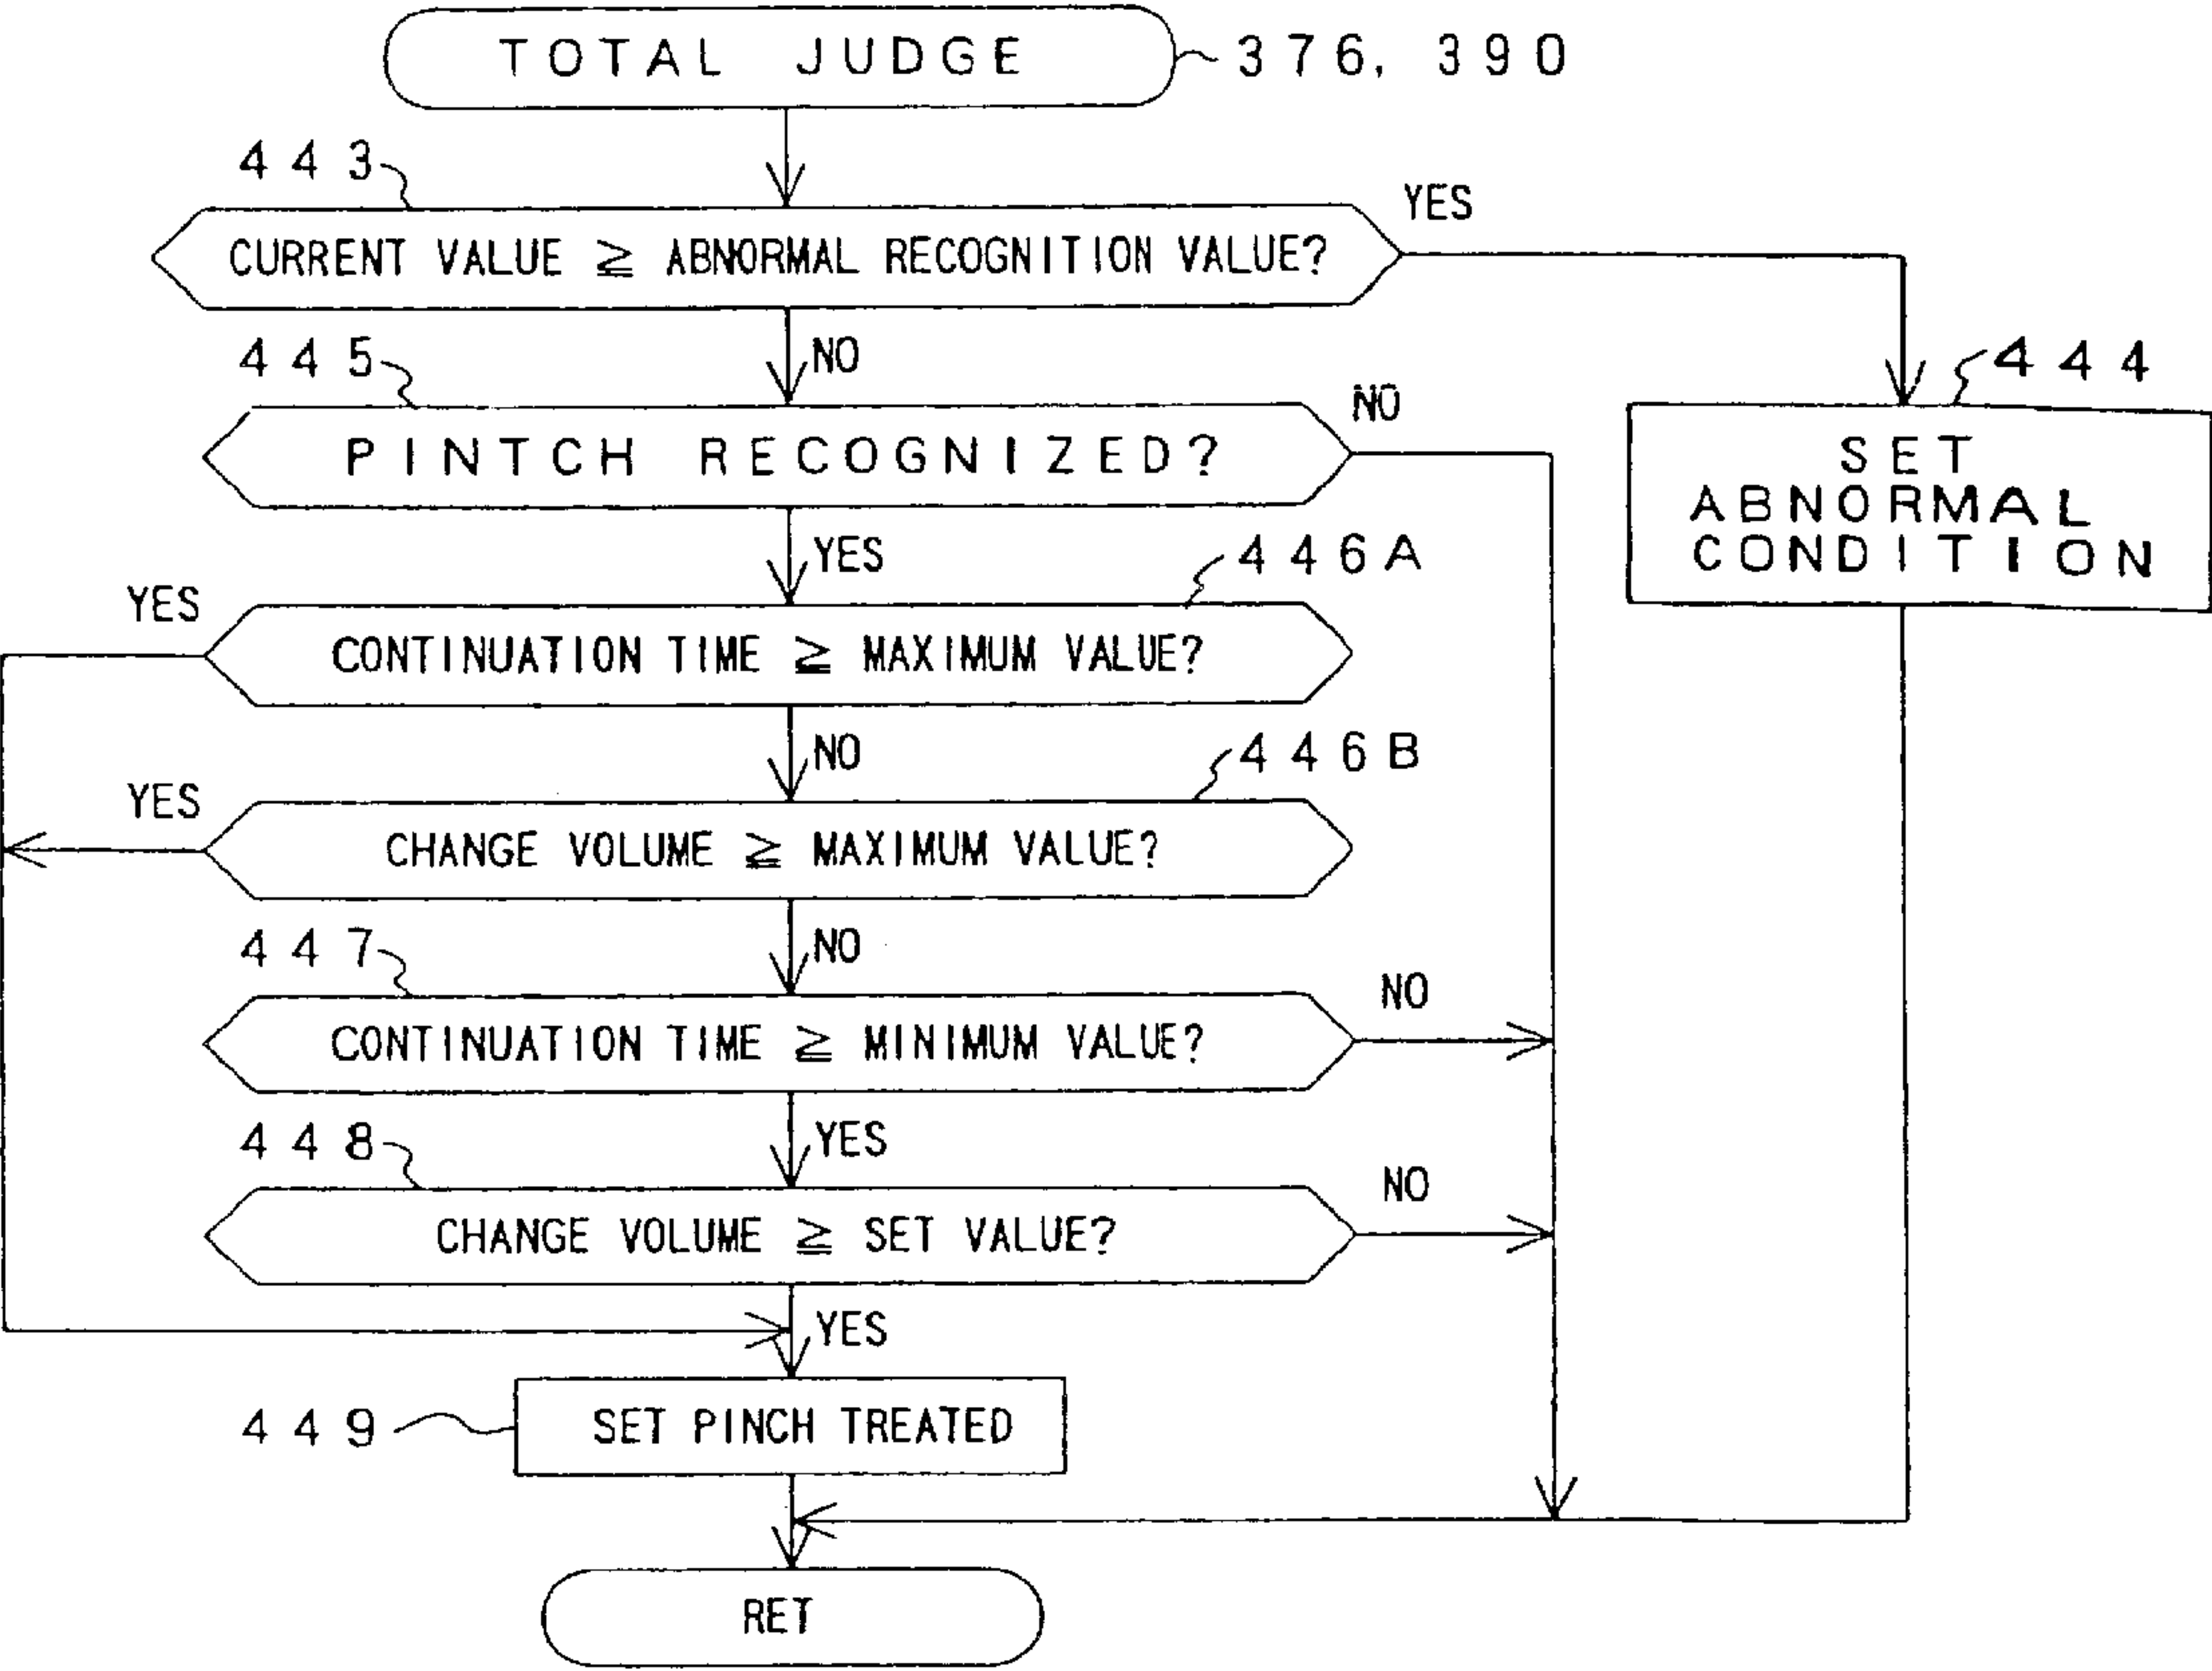 TOTAL JUDGE
376, 390
443
YES
CURRENT VALUE ≧ ABNORMAL RECOGNITION VALUE?
NO
445
444
NO
PINTCH RECOGNIZED?
SET
ABNORMAL
CONDITION
YES
446A
YES
CONTINUATION TIME ≧ MAXIMUM VALUE?
NO
446B
YES
CHANGE VOLUME ≧ MAXIMUM VALUE?
NO
447
NO
CONTINUATION TIME ≧ MINIMUM VALUE?
YES
448
NO
CHANGE VOLUME ≧ SET VALUE?
YES
449
SET PINCH TREATED
RET